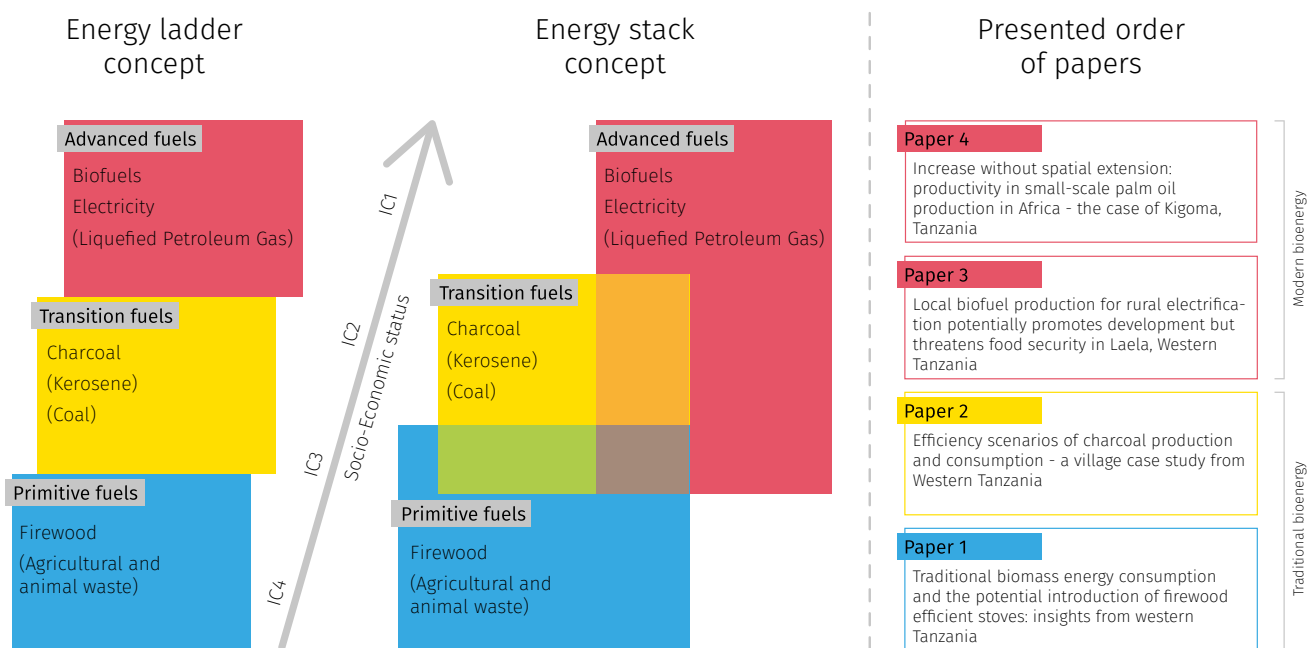 Energy ladder
concept
Advanced fuels
Biofuels
Electricity
(Liquefied Petroleum Gas)
Transition fuels
Charcoal
(Kerosene)
(Coal)
Primitive fuels
Firewood
(Agricultural and
animal waste)
IC1
IC2
IC3
IC4
Socio-Economic status
Energy stack
concept
Advanced fuels
Biofuels
Electricity
(Liquefied Petroleum Gas)
Transition fuels
Charcoal
(Kerosene)
(Coal)
Primitive fuels
Firewood
(Agricultural and
animal waste)
Presented order
of papers
Paper 4
Increase without spatial extension:
productivity in small-scale palm oil
production in Africa - the case of Kigoma,
Tanzania
Paper 3
Local biofuel production for rural electrifica-
tion potentially promotes development but
threatens food security in Laela, Western
Tanzania
Modern bioenergy
Paper 2
Efficiency scenarios of charcoal production
and consumption - a village case study from
Western Tanzania
Paper 1
Traditional biomass energy consumption
and the potential introduction of firewood
efficient stoves: insights from western
Tanzania
Traditional bioenergy